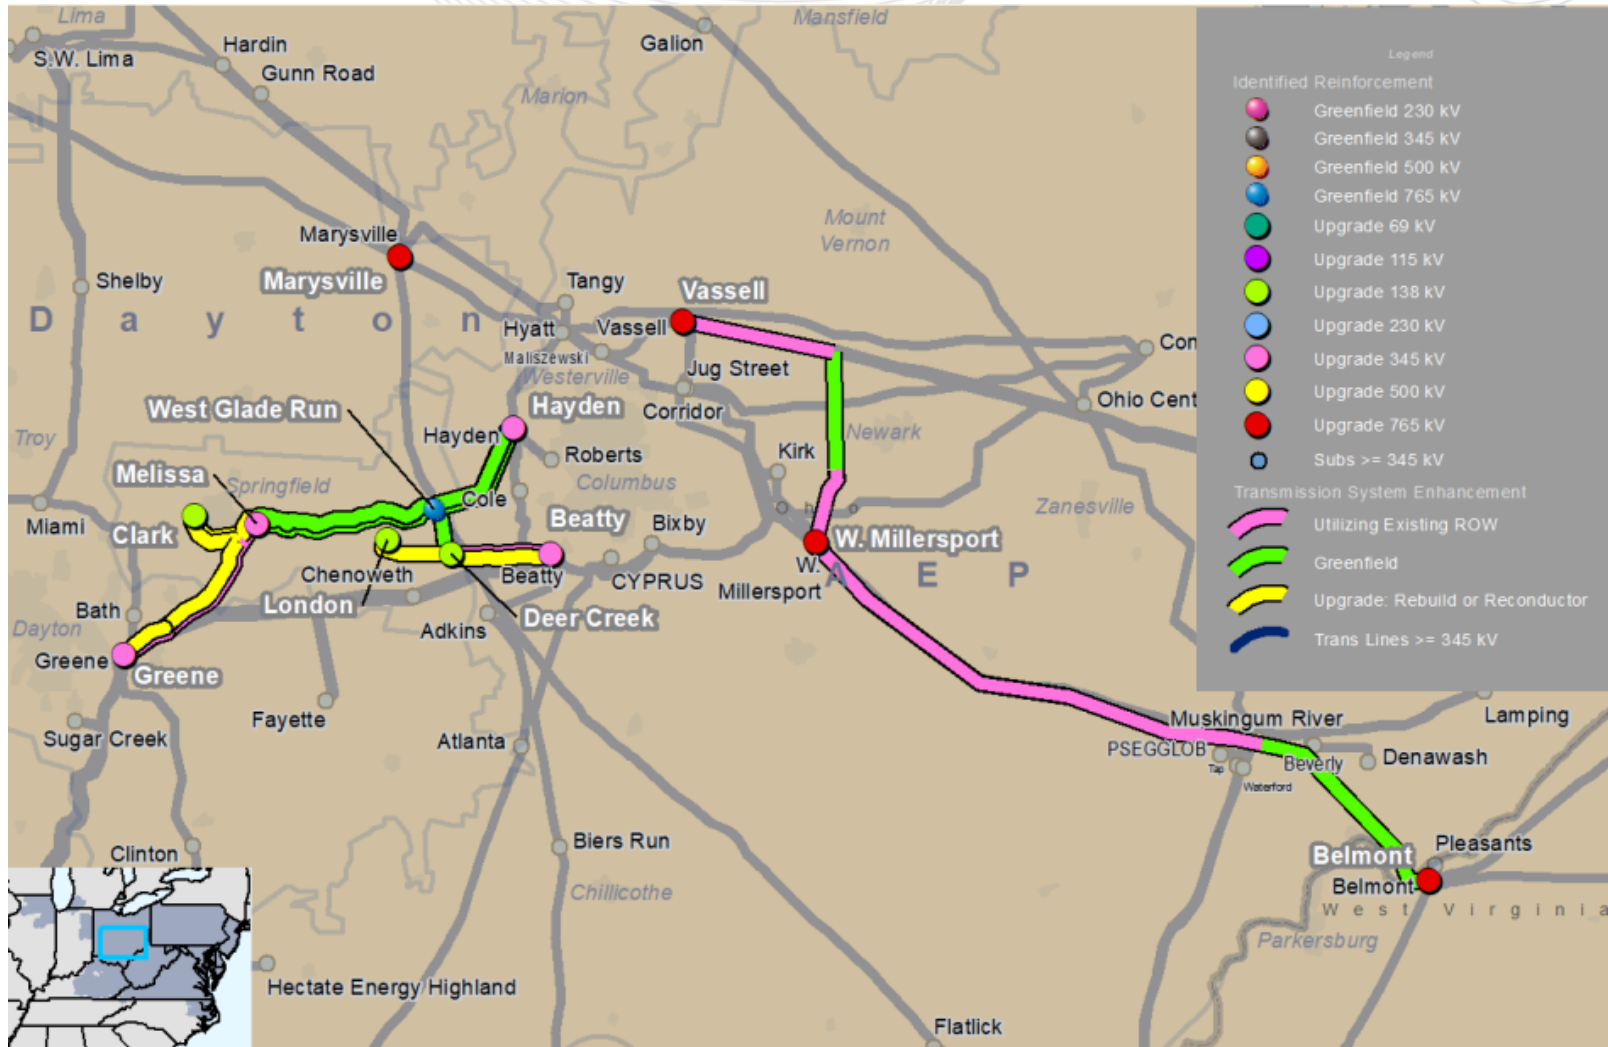 Lima
Mansfield
S.W. Lima
Hardin
Galion
Gunn Road
Marion
Mount
Vernon
Marysville
Marysville
Shelby
Tangy
Vassell
Dayton
Hyatt
Vassell
Maliszewski
Con
Westerville
Jug Street
West Glade Run
Hayden
Corridor
Ohio Cent
Troy
Hayden
Newark
Melissa
Roberts
Kirk
Springfield
Columbus
Cole
Ohio
Zanesville
Miami
Clark
Beatty
Bixby
W. Millersport
Chenoweth
Beatty
CYPRUS
W.
Millersport
AEP
London
Bath
Deer Creek
Dayton
Adkins
Greene
Greene
Fayette
Sugar Creek
Atlanta
Muskingum River
Lamping
PSEGGLOB
Tap
Beverly
Denawash
Waterford
Clinton
Biers Run
Pleasants
Belmont
Belmont
Chillicothe
West Virginia
Parkersburg
Hectate Energy Highland
Flatlick
Legend
Identified Reinforcement
Greenfield 230 kV
Greenfield 345 kV
Greenfield 500 kV
Greenfield 765 kV
Upgrade 69 kV
Upgrade 115 kV
Upgrade 138 kV
Upgrade 230 kV
Upgrade 345 kV
Upgrade 500 kV
Upgrade 765 kV
Subs >= 345 kV
Transmission System Enhancement
Utilizing Existing ROW
Greenfield
Upgrade: Rebuild or Reconductor
Trans Lines >= 345 kV